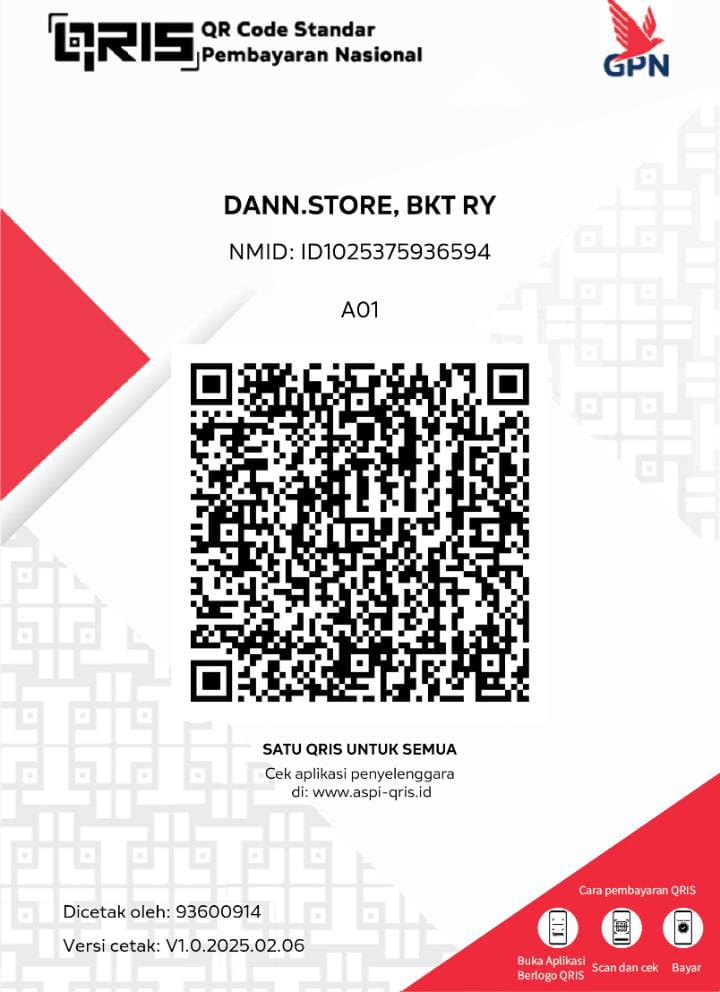 QRIS QR Code Standar
Pembayaran Nasional
GPN
DANN.STORE, BKT RY
NMID: ID1025375936594
A01
SATU QRIS UNTUK SEMUA
Cek aplikasi penyelenggara
di: www.aspi-qris.id
Dicetak oleh: 93600914
Versi cetak: V1.0.2025.02.06
Cara pembayaran QRIS
Buka Aplikasi
Berlogo QRIS
Scan dan cek
Bayar